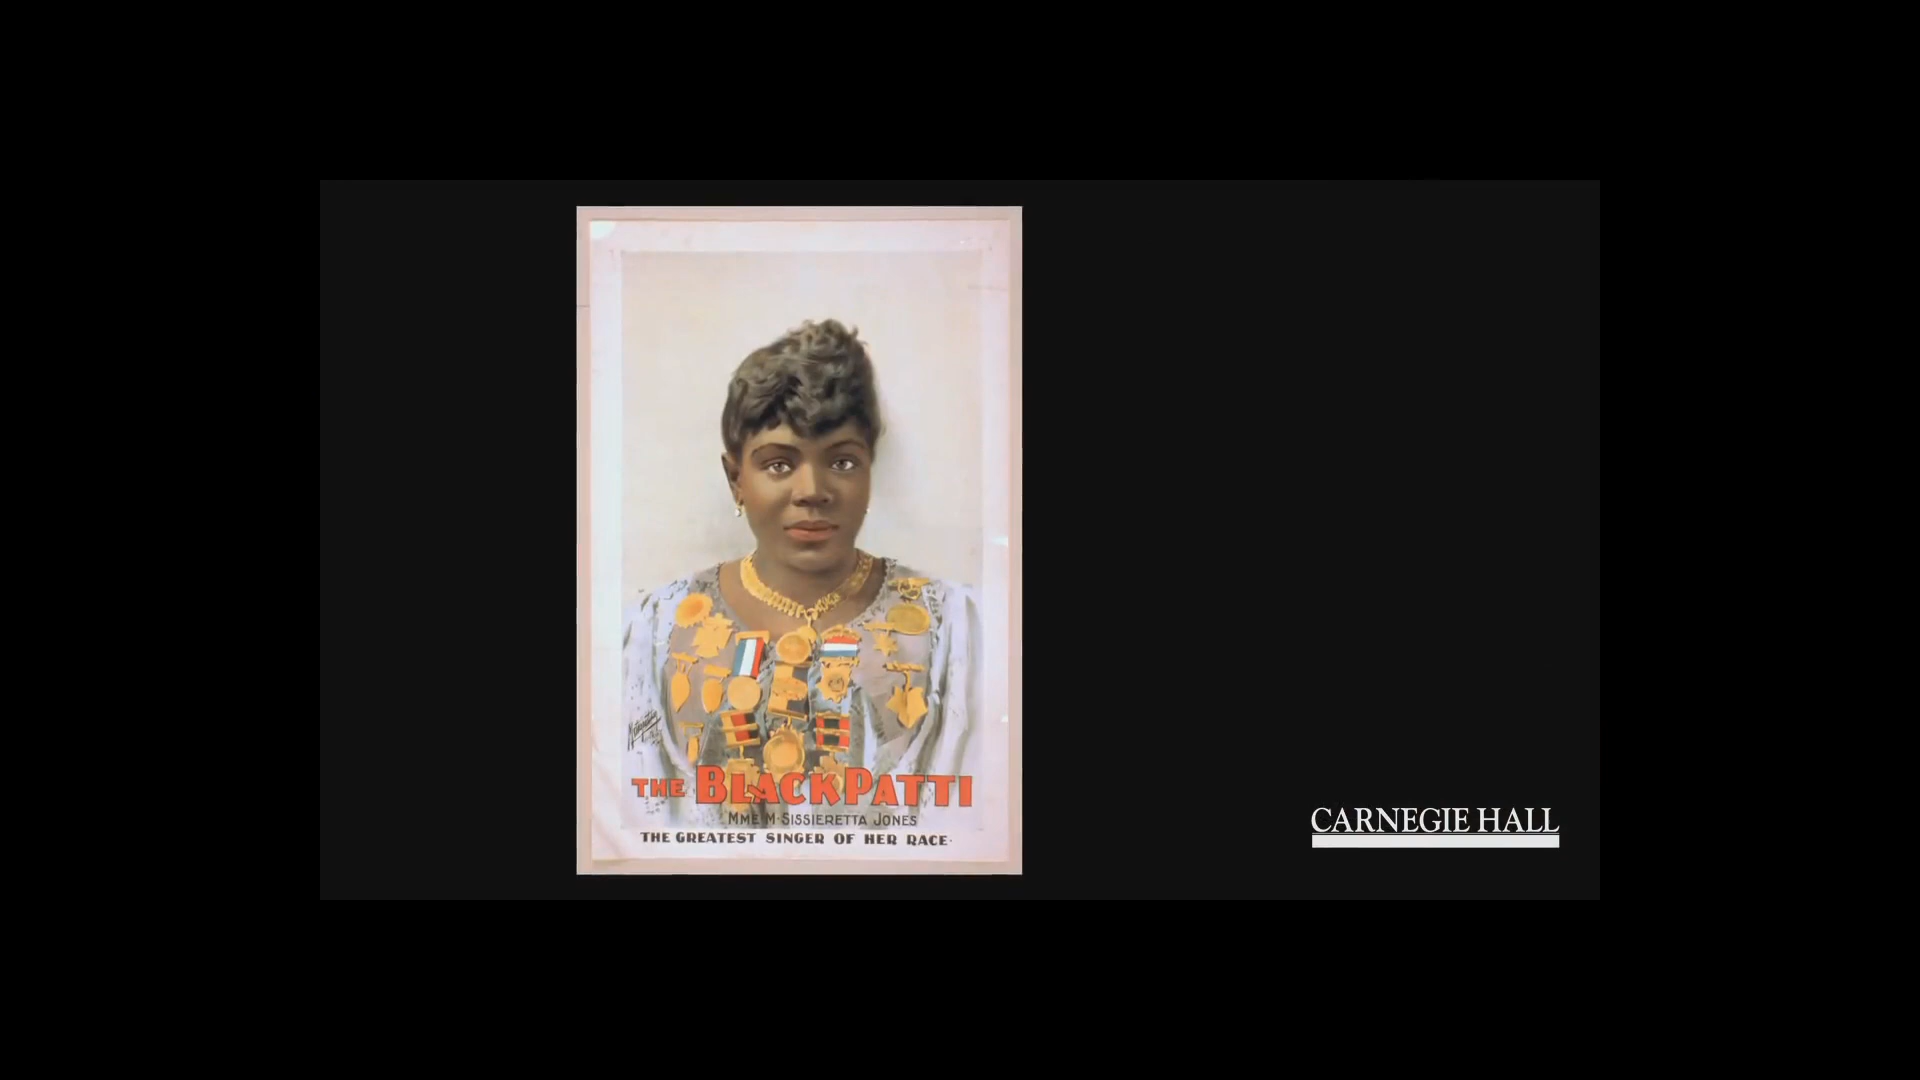 THE BLACK PATTI
MME M. SISSIERETTA JONES
THE GREATEST SINGER OF HER RACE.
CARNEGIE HALL